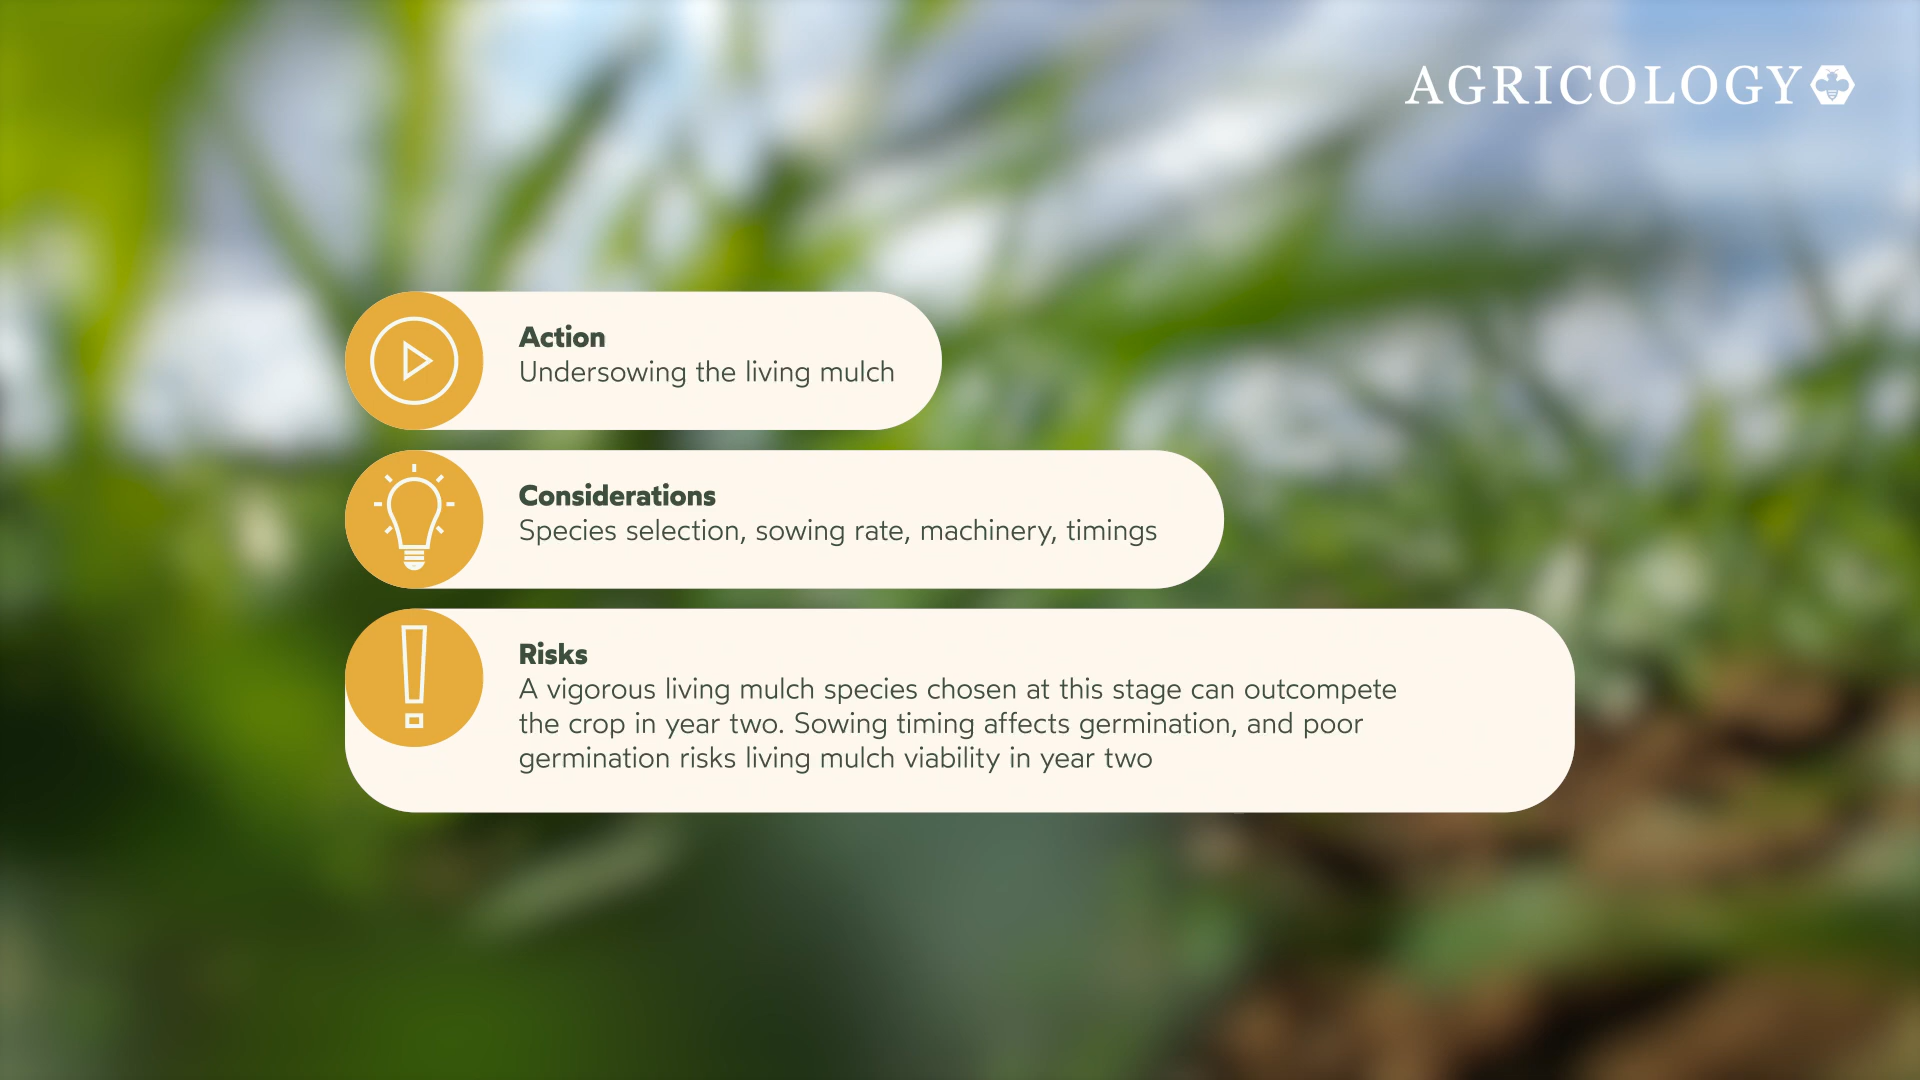 AGRICOLOGY
Action
Undersowing the living mulch
Considerations
Species selection, sowing rate, machinery, timings
Risks
A vigorous living mulch species chosen at this stage can outcompete
the crop in year two. Sowing timing affects germination, and poor
germination risks living mulch viability in year two